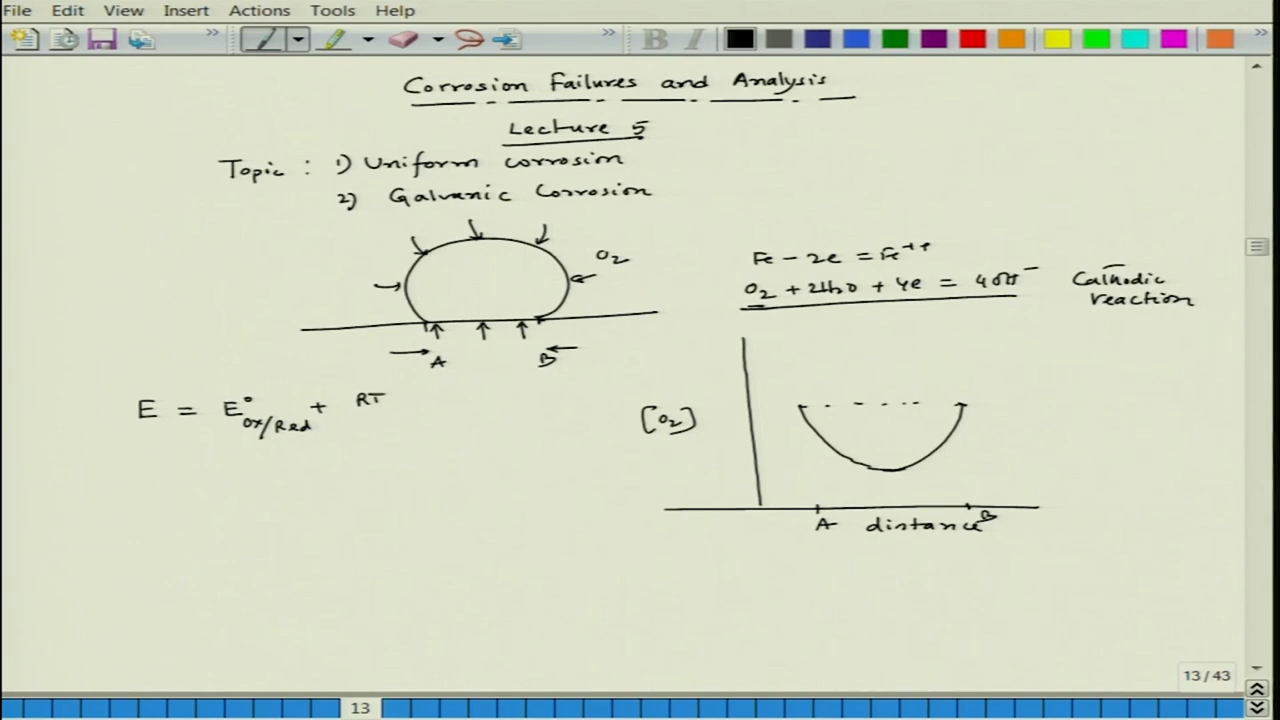 File Edit View Insert Actions Tools Help
Corrosion Failures and Analysis
Lecture 5
Topic : 1) Uniform corrosion
2) Galvanic Corrosion
O2
Fe - 2e = Fe++
O2 + 2H2O + 4e = 4OH- Cathodic
reaction
A B
E = E°ox/Red + RT
[O2]
A distance B
13 / 43
13